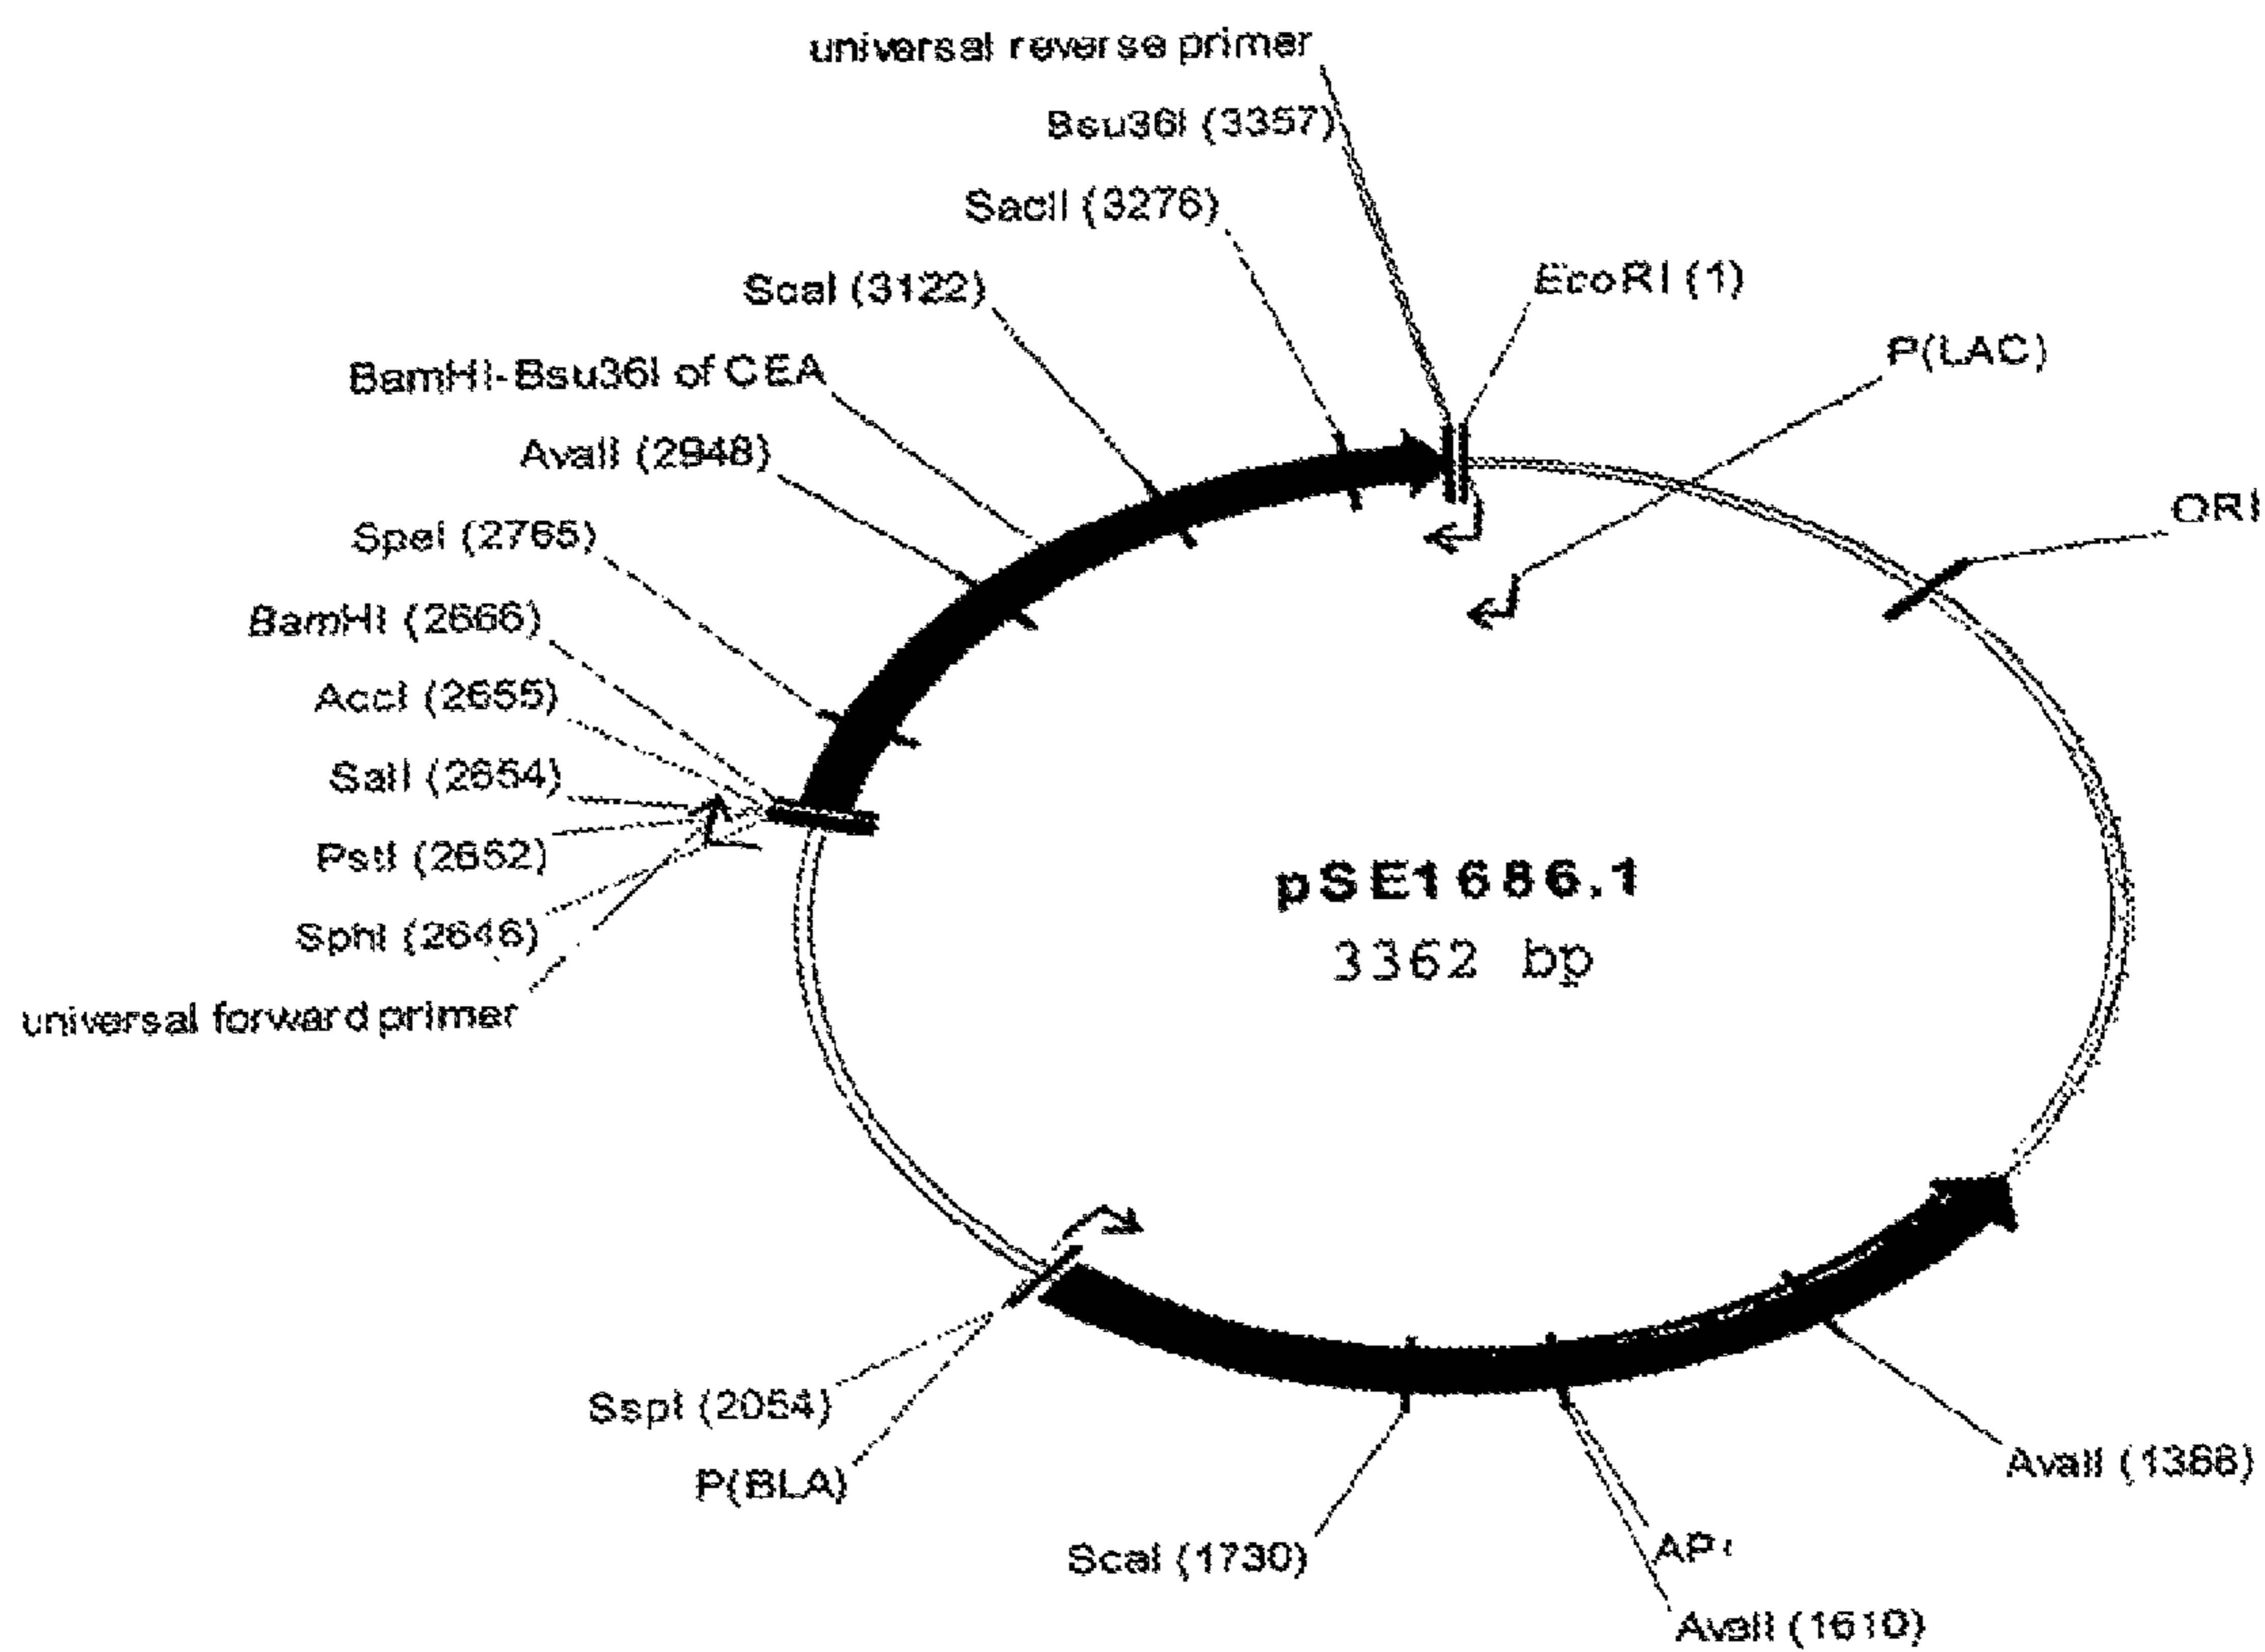 universal reverse primer
Bsu36I (3357)
SacII (3276)
EcoRI (1)
ScaI (3122)
P(LAC)
BamHI-Bsu36I of CEA
AvaII (2948)
ORI
SpeI (2765)
BamHI (2666)
AccI (2655)
SalI (2654)
PstI (2652)
SphI (2646)
universal forward primer
pSE1686.1
3362 bp
SspI (2054)
P(BLA)
AvaII (1388)
ScaI (1730)
APr
AvaII (1610)